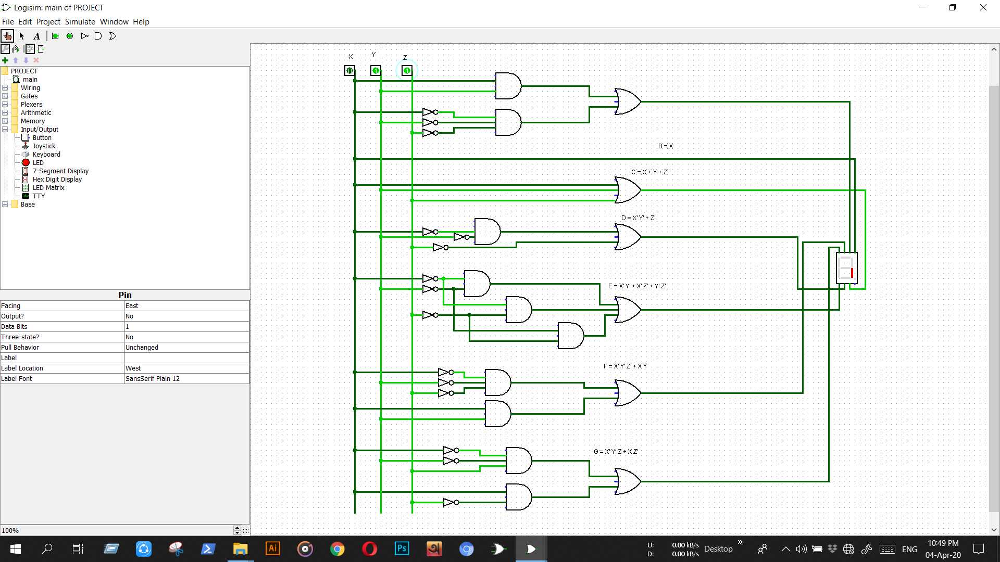 Logisim: main of PROJECT
File Edit Project Simulate Window Help
A
PROJECT
main
Wiring
Gates
Plexers
Arithmetic
Memory
Input/Output
Button
Joystick
Keyboard
LED
7-Segment Display
Hex Digit Display
LED Matrix
TTY
Base
Pin
Facing East
Output? No
Data Bits 1
Three-state? No
Pull Behavior Unchanged
Label
Label Location West
Label Font SansSerif Plain 12
100%
X Y Z
0 1 1
B = X
C = X + Y + Z
D = X' Y' + Z'
E = X' Y' + X' Z' + Y' Z'
F = X' Y' Z' + X Y
G = X' Y' Z + X Z'
Ai
Ps
U: 0.00 kB/s
D: 0.00 kB/s
Desktop
»
ENG
10:49 PM
04-Apr-20